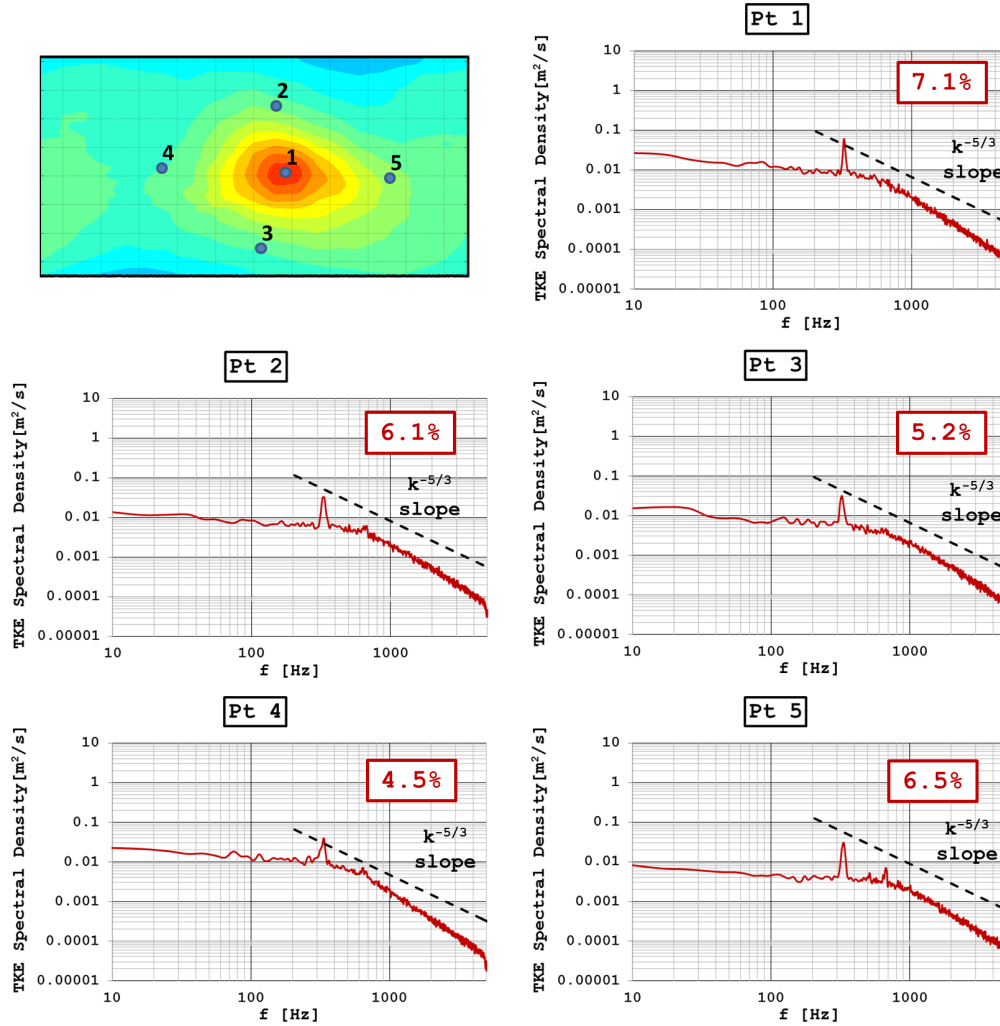 2
4
1
5
3
Pt 1
TKE Spectral Density[m²/s]
10
1
0.1
0.01
0.001
0.0001
0.00001
7.1%
k^-5/3
slope
10 100 1000
f [Hz]
Pt 2
TKE Spectral Density[m²/s]
10
1
0.1
0.01
0.001
0.0001
0.00001
6.1%
k^-5/3
slope
10 100 1000
f [Hz]
Pt 3
TKE Spectral Density[m²/s]
10
1
0.1
0.01
0.001
0.0001
0.00001
5.2%
k^-5/3
slope
10 100 1000
f [Hz]
Pt 4
TKE Spectral Density[m²/s]
10
1
0.1
0.01
0.001
0.0001
0.00001
4.5%
k^-5/3
slope
10 100 1000
f [Hz]
Pt 5
TKE Spectral Density[m²/s]
10
1
0.1
0.01
0.001
0.0001
0.00001
6.5%
k^-5/3
slope
10 100 1000
f [Hz]